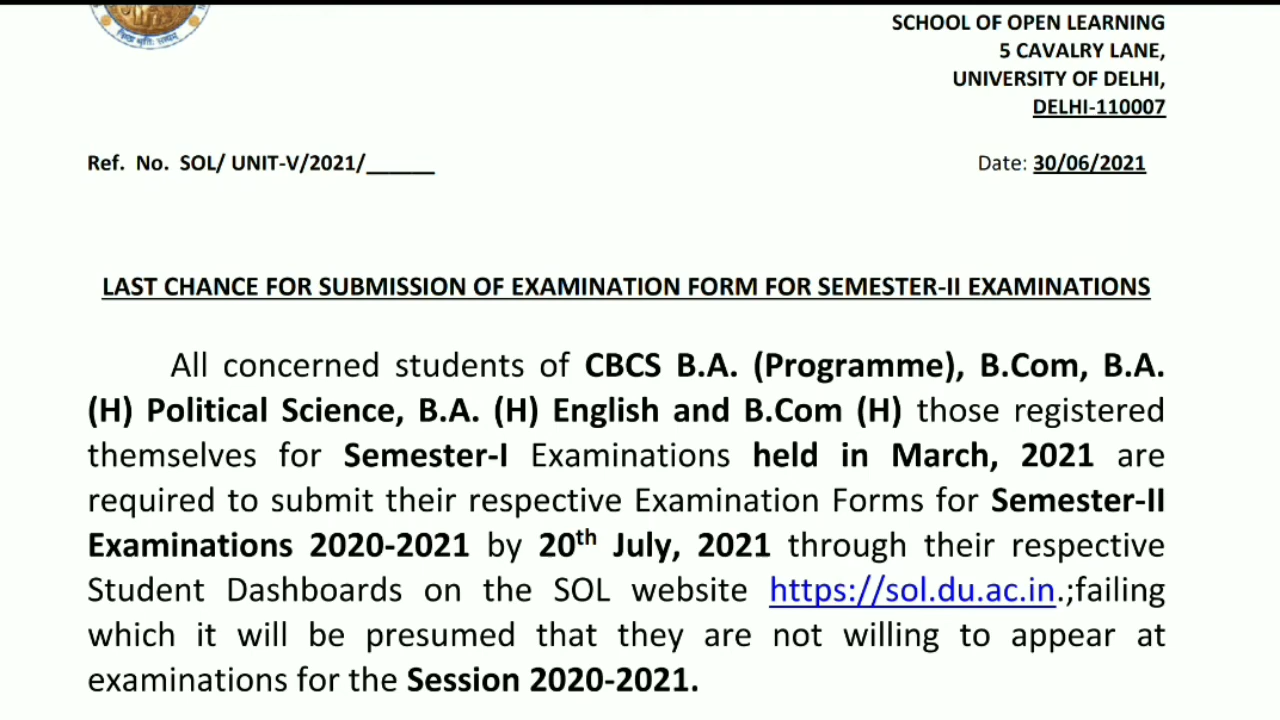 SCHOOL OF OPEN LEARNING
5 CAVALRY LANE,
UNIVERSITY OF DELHI,
DELHI-110007
Ref. No. SOL/ UNIT-V/2021/______
Date: 30/06/2021
LAST CHANCE FOR SUBMISSION OF EXAMINATION FORM FOR SEMESTER-II EXAMINATIONS
All concerned students of CBCS B.A. (Programme), B.Com, B.A.
(H) Political Science, B.A. (H) English and B.Com (H) those registered
themselves for Semester-I Examinations held in March, 2021 are
required to submit their respective Examination Forms for Semester-II
Examinations 2020-2021 by 20th July, 2021 through their respective
Student Dashboards on the SOL website https://sol.du.ac.in.;failing
which it will be presumed that they are not willing to appear at
examinations for the Session 2020-2021.